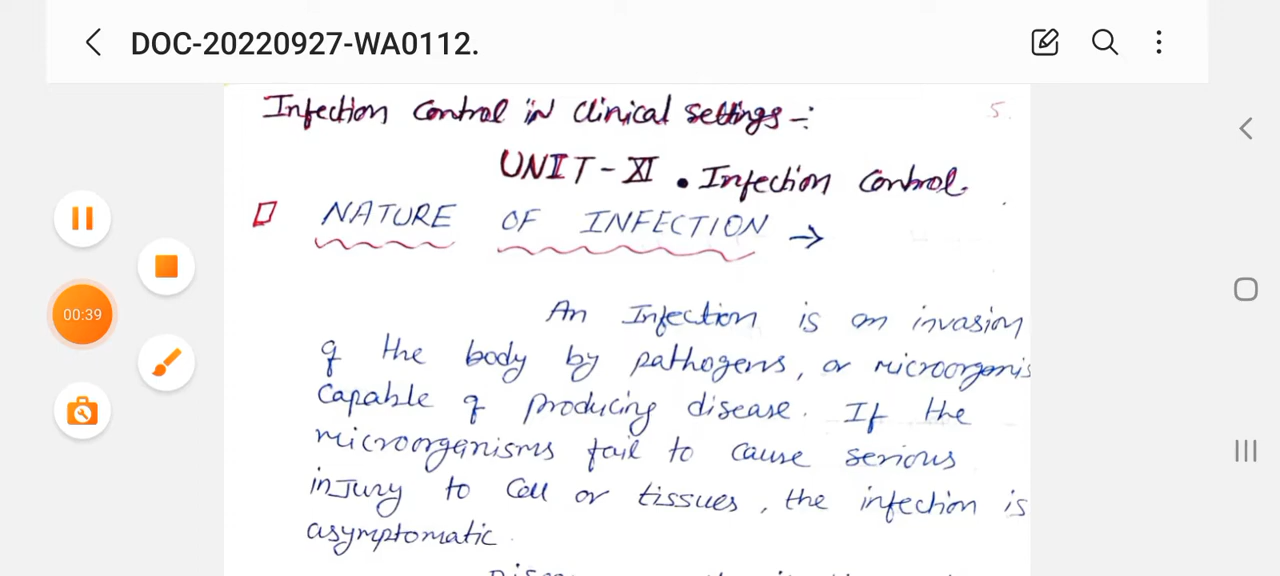 DOC-20220927-WA0112.
Infection Control in Clinical Settings -:
5.
UNIT-XI . Infection Control.
NATURE OF INFECTION →
00:39
An Infection is an invasion
of the body by pathogens, or microorganis
Capable of producing disease. If the
microorganisms fail to cause serious
injury to Cell or tissues, the infection is
asymptomatic.